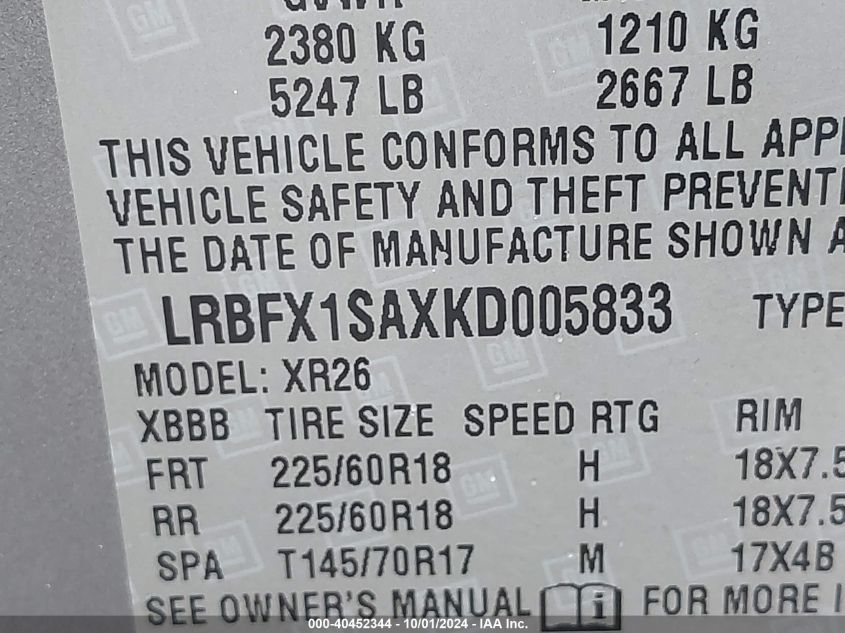 2380 KG 1210 KG
5247 LB 2667 LB
THIS VEHICLE CONFORMS TO ALL
VEHICLE SAFETY AND THEFT
THE DATE OF MANUFACTURE SHOWN
LRBFX1SAXKD005833 TYPE
MODEL: XR26
XBBB TIRE SIZE SPEED RTG RIM
FRT 225/60R18 H 18X7.5
RR 225/60R18 H 18X7.5
SPA T145/70R17 M 17X4B
SEE OWNER'S MANUAL i FOR MORE
000-40452344 - 10/01/2024 - IAA Inc.